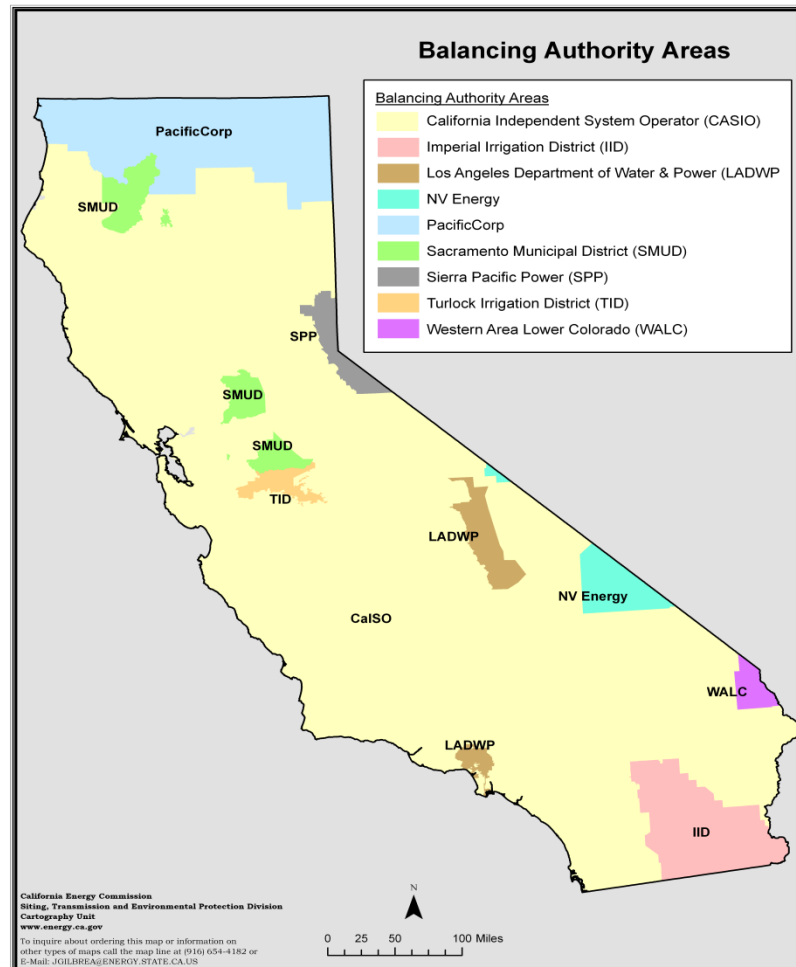 Balancing Authority Areas
Balancing Authority Areas
California Independent System Operator (CASIO)
Imperial Irrigation District (IID)
Los Angeles Department of Water & Power (LADWP
NV Energy
PacificCorp
Sacramento Municipal District (SMUD)
Sierra Pacific Power (SPP)
Turlock Irrigation District (TID)
Western Area Lower Colorado (WALC)
PacificCorp
SMUD
SPP
SMUD
SMUD
TID
LADWP
NV Energy
CalSO
WALC
LADWP
IID
California Energy Commission
Siting, Transmission and Environmental Protection Division
Cartography Unit
www.energy.ca.gov
To inquire about ordering this map or information on
other types of maps call the map line at (916) 654-4182 or
E-Mail: JGILBREA@ENERGY.STATE.CA.US
N
0 25 50 100 Miles